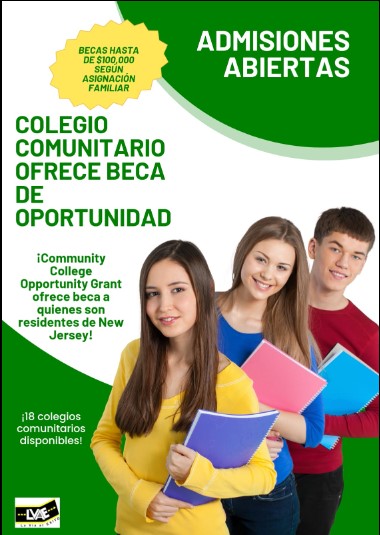 BECAS HASTA
DE $100,000
SEGÚN
ASIGNACIÓN
FAMILIAR
ADMISIONES
ABIERTAS
COLEGIO
COMUNITARIO
OFRECE BECA
DE
OPORTUNIDAD
¡Community
College
Opportunity Grant
ofrece beca a
quienes son
residentes de New
Jersey!
¡18 colegios
comunitarios
disponibles!
LVAE